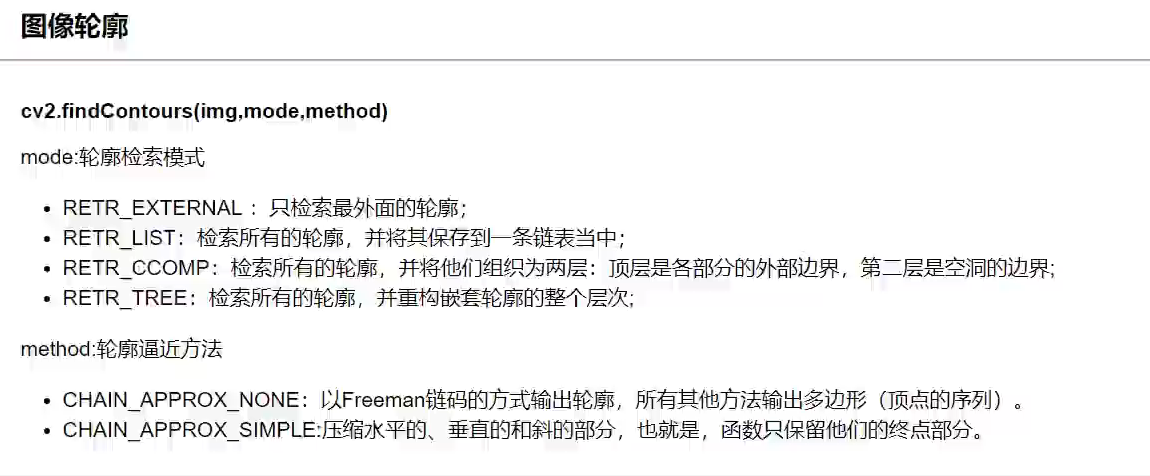 图像轮廓
cv2.findContours(img,mode,method)
mode:轮廓检索模式
• RETR_EXTERNAL ：只检索最外面的轮廓；
• RETR_LIST：检索所有的轮廓，并将其保存到一条链表当中；
• RETR_CCOMP：检索所有的轮廓，并将他们组织为两层：顶层是各部分的外部边界，第二层是空洞的边界;
• RETR_TREE：检索所有的轮廓，并重构嵌套轮廓的整个层次;
method:轮廓逼近方法
• CHAIN_APPROX_NONE：以Freeman链码的方式输出轮廓，所有其他方法输出多边形（顶点的序列）。
• CHAIN_APPROX_SIMPLE:压缩水平的、垂直的和斜的部分，也就是，函数只保留他们的终点部分。